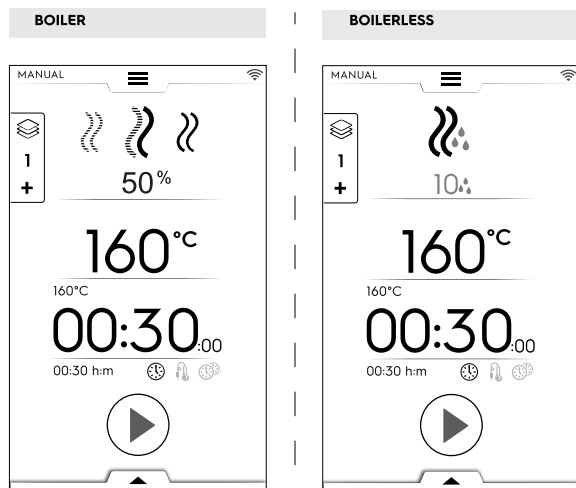 BOILER
MANUAL
1
+
50%
160°C
160°C
00:30:00
00:30 h:m
BOILERLESS
MANUAL
1
+
10
160°C
160°C
00:30:00
00:30 h:m